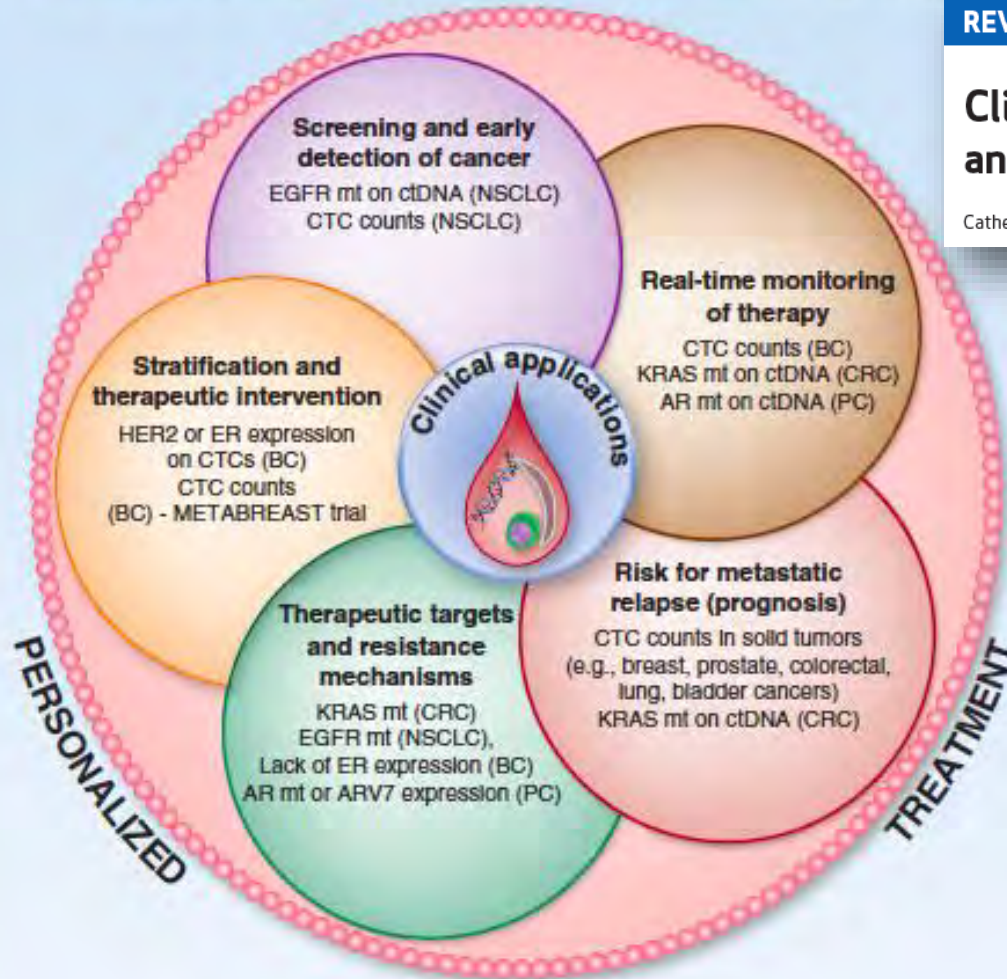 REV
Cli
an
Cathe
Screening and early
detection of cancer
EGFR mt on ctDNA (NSCLC)
CTC counts (NSCLC)
Real-time monitoring
of therapy
CTC counts (BC)
KRAS mt on ctDNA (CRC)
AR mt on ctDNA (PC)
Stratification and
therapeutic intervention
HER2 or ER expression
on CTCs (BC)
CTC counts
(BC) - METABREAST trial
Clinical applications
Risk for metastatic
relapse (prognosis)
CTC counts in solid tumors
(e.g., breast, prostate, colorectal,
lung, bladder cancers)
KRAS mt on ctDNA (CRC)
Therapeutic targets
and resistance
mechanisms
KRAS mt (CRC)
EGFR mt (NSCLC),
Lack of ER expression (BC)
AR mt or ARV7 expression (PC)
PERSONALIZED
TREATMENT